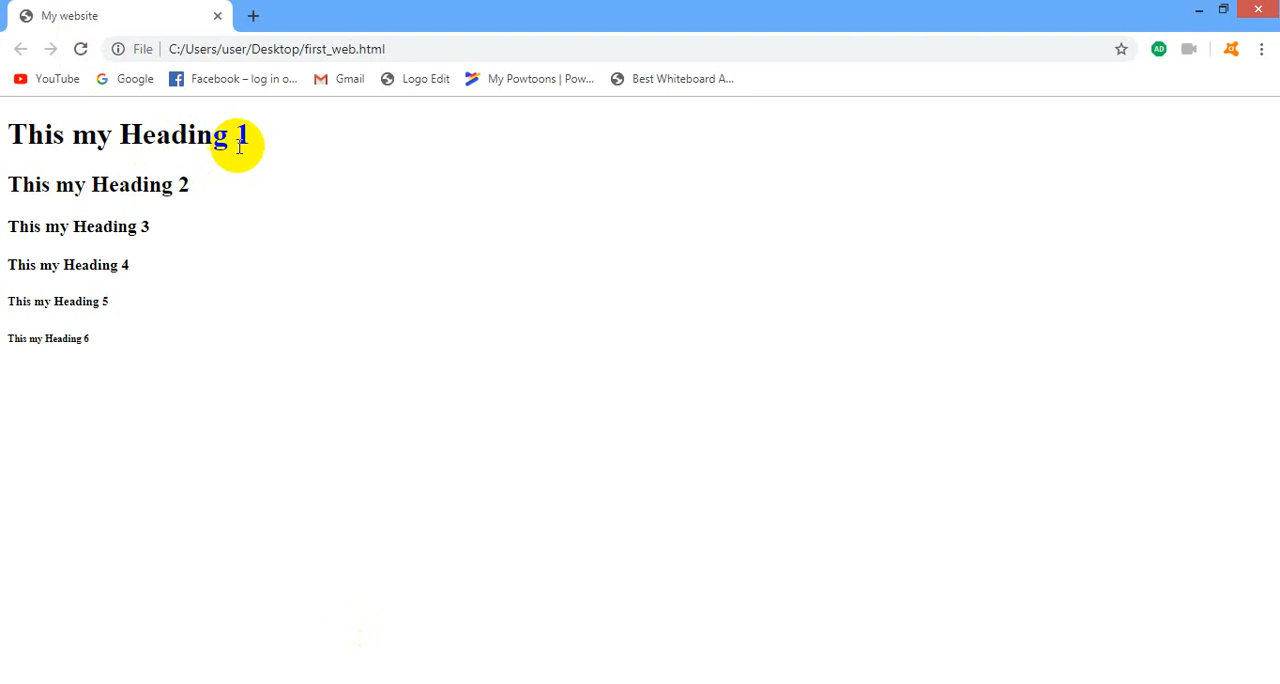 My website
File
C:/Users/user/Desktop/first_web.html
AD
YouTube
Google
Facebook – log in o...
Gmail
Logo Edit
My Powtoons | Pow...
Best Whiteboard A...
This my Heading 1
This my Heading 2
This my Heading 3
This my Heading 4
This my Heading 5
This my Heading 6